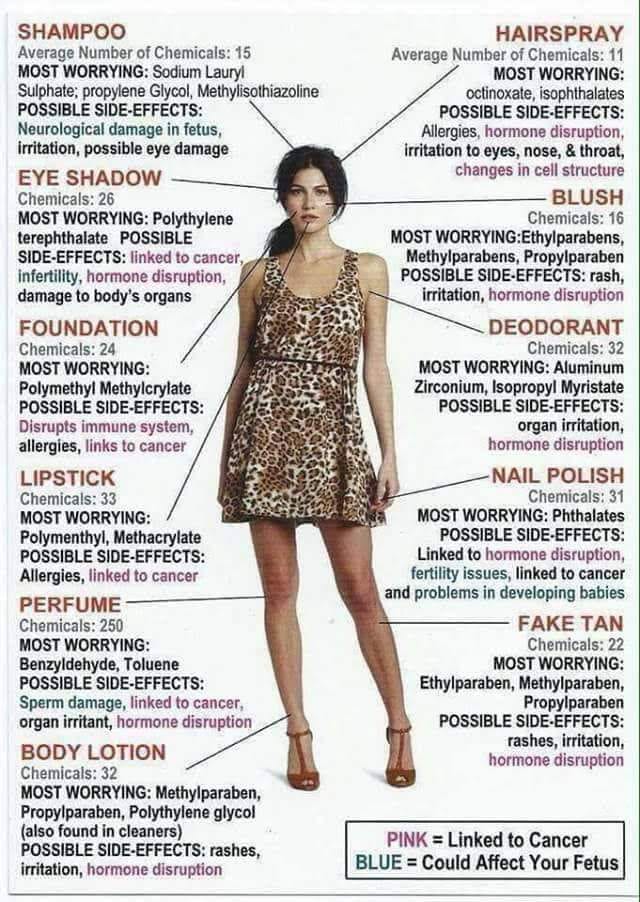 SHAMPOO
Average Number of Chemicals: 15
MOST WORRYING: Sodium Lauryl
Sulphate; propylene Glycol, Methylisothiazoline
POSSIBLE SIDE-EFFECTS:
Neurological damage in fetus,
irritation, possible eye damage
EYE SHADOW
Chemicals: 26
MOST WORRYING: Polythylene
terephthalate POSSIBLE
SIDE-EFFECTS: linked to cancer,
infertility, hormone disruption,
damage to body's organs
FOUNDATION
Chemicals: 24
MOST WORRYING:
Polymethyl Methylcrylate
POSSIBLE SIDE-EFFECTS:
Disrupts immune system,
allergies, links to cancer
LIPSTICK
Chemicals: 33
MOST WORRYING:
Polymenthyl, Methacrylate
POSSIBLE SIDE-EFFECTS:
Allergies, linked to cancer
PERFUME
Chemicals: 250
MOST WORRYING:
Benzyldehyde, Toluene
POSSIBLE SIDE-EFFECTS:
Sperm damage, linked to cancer,
organ irritant, hormone disruption
BODY LOTION
Chemicals: 32
MOST WORRYING: Methylparaben,
Propylparaben, Polythylene glycol
(also found in cleaners)
POSSIBLE SIDE-EFFECTS: rashes,
irritation, hormone disruption
HAIRSPRAY
Average Number of Chemicals: 11
MOST WORRYING:
octinoxate, isophthalates
POSSIBLE SIDE-EFFECTS:
Allergies, hormone disruption,
irritation to eyes, nose, & throat,
changes in cell structure
BLUSH
Chemicals: 16
MOST WORRYING:Ethylparabens,
Methylparabens, Propylparaben
POSSIBLE SIDE-EFFECTS: rash,
irritation, hormone disruption
DEODORANT
Chemicals: 32
MOST WORRYING: Aluminum
Zirconium, Isopropyl Myristate
POSSIBLE SIDE-EFFECTS:
organ irritation,
hormone disruption
NAIL POLISH
Chemicals: 31
MOST WORRYING: Phthalates
POSSIBLE SIDE-EFFECTS:
Linked to hormone disruption,
fertility issues, linked to cancer
and problems in developing babies
FAKE TAN
Chemicals: 22
MOST WORRYING:
Ethylparaben, Methylparaben,
Propylparaben
POSSIBLE SIDE-EFFECTS:
rashes, irritation,
hormone disruption
PINK = Linked to Cancer
BLUE = Could Affect Your Fetus